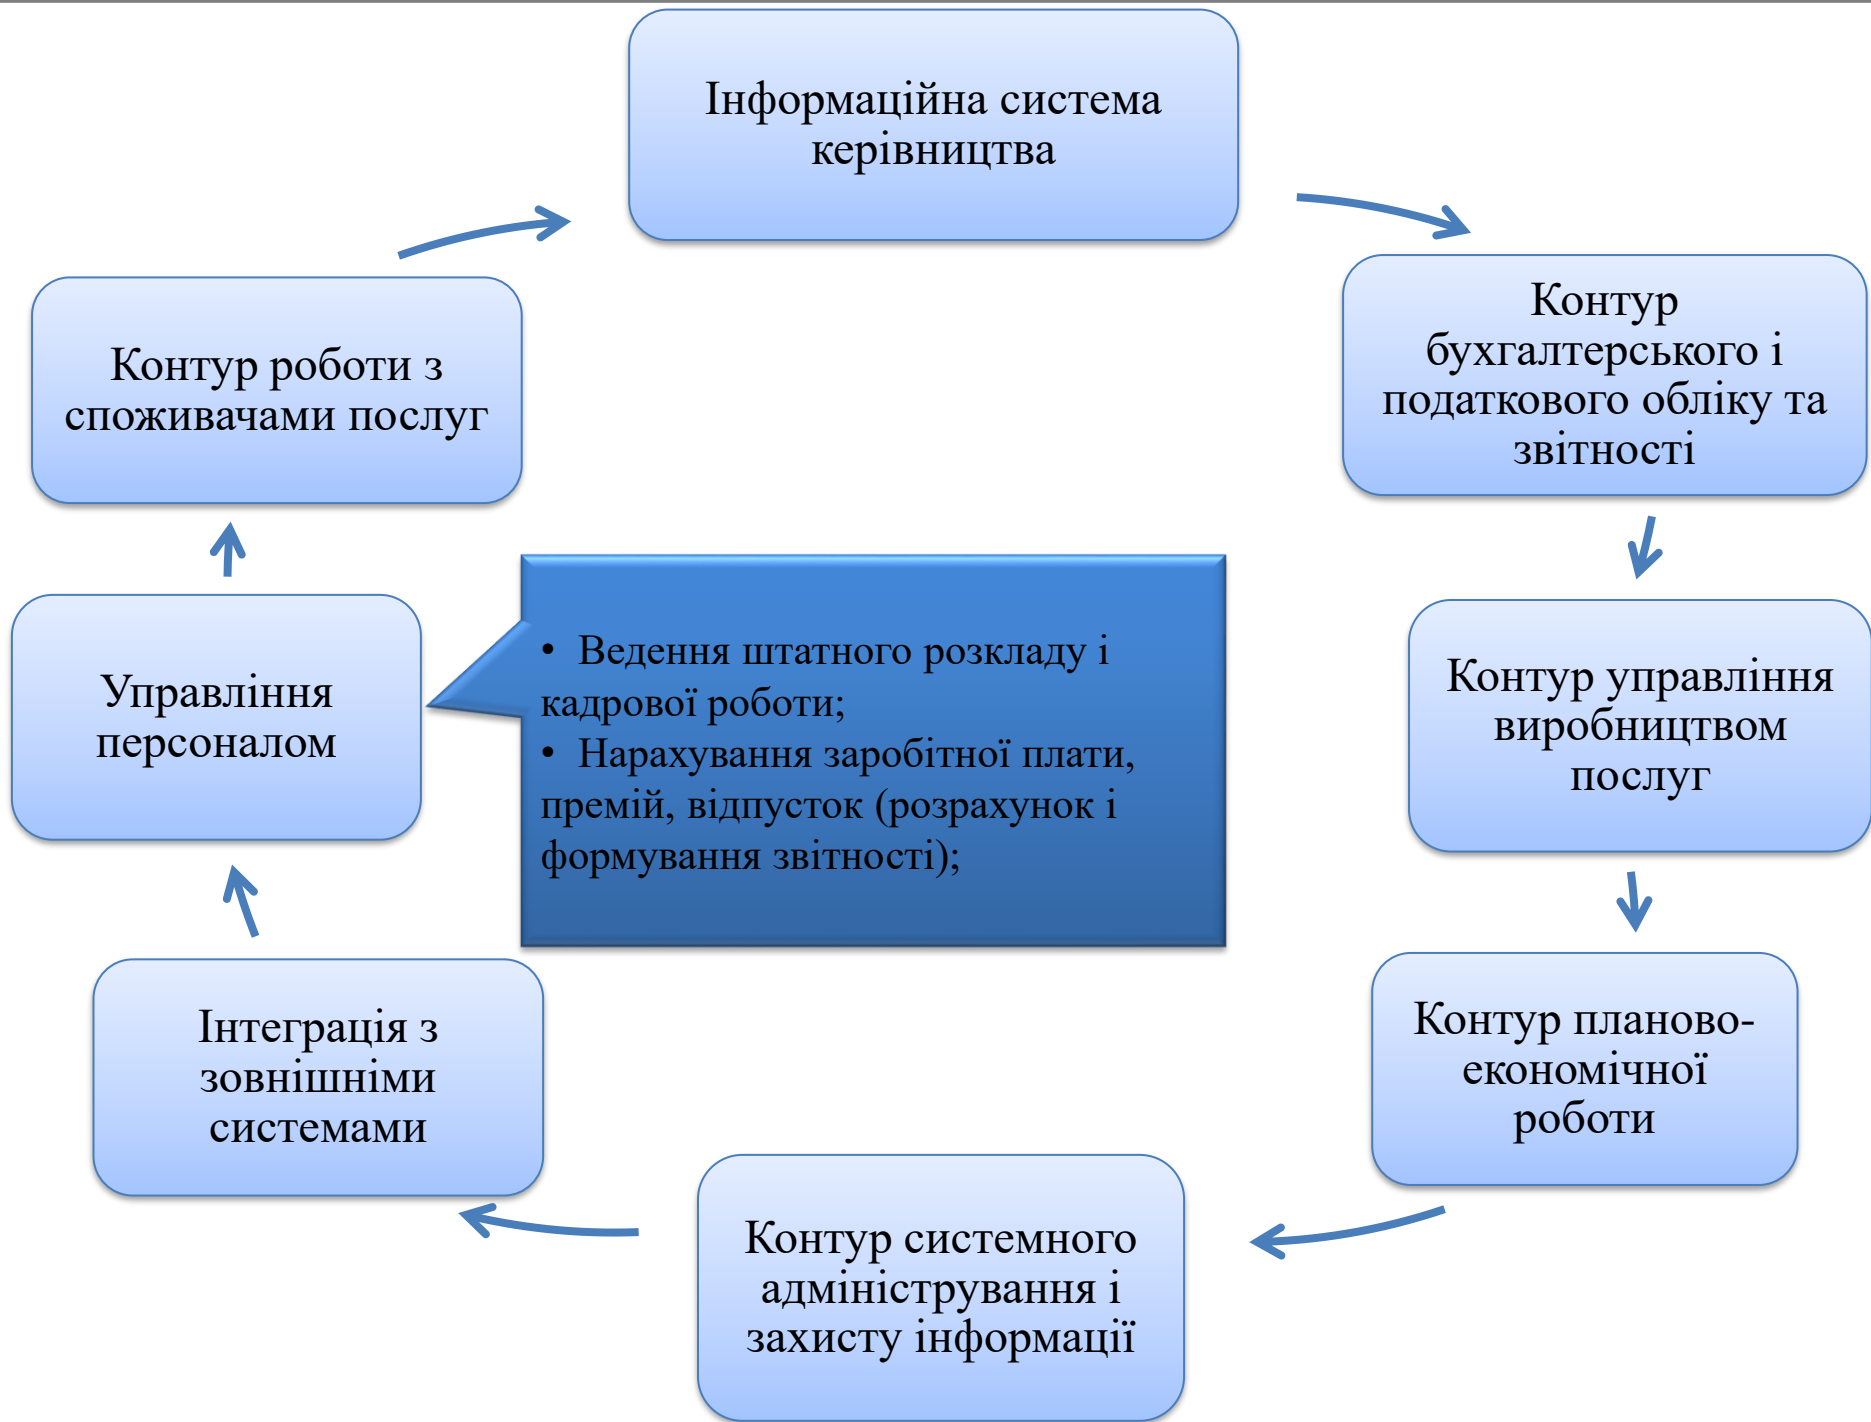 Інформаційна система
керівництва
Контур
бухгалтерського і
податкового обліку та
звітності
Контур управління
виробництвом
послуг
Контур планово-
економічної
роботи
Контур системного
адміністрування і
захисту інформації
Інтеграція з
зовнішніми
системами
Управління
персоналом
Контур роботи з
споживачами послуг
• Ведення штатного розкладу і
кадрової роботи;
• Нарахування заробітної плати,
премій, відпусток (розрахунок і
формування звітності);